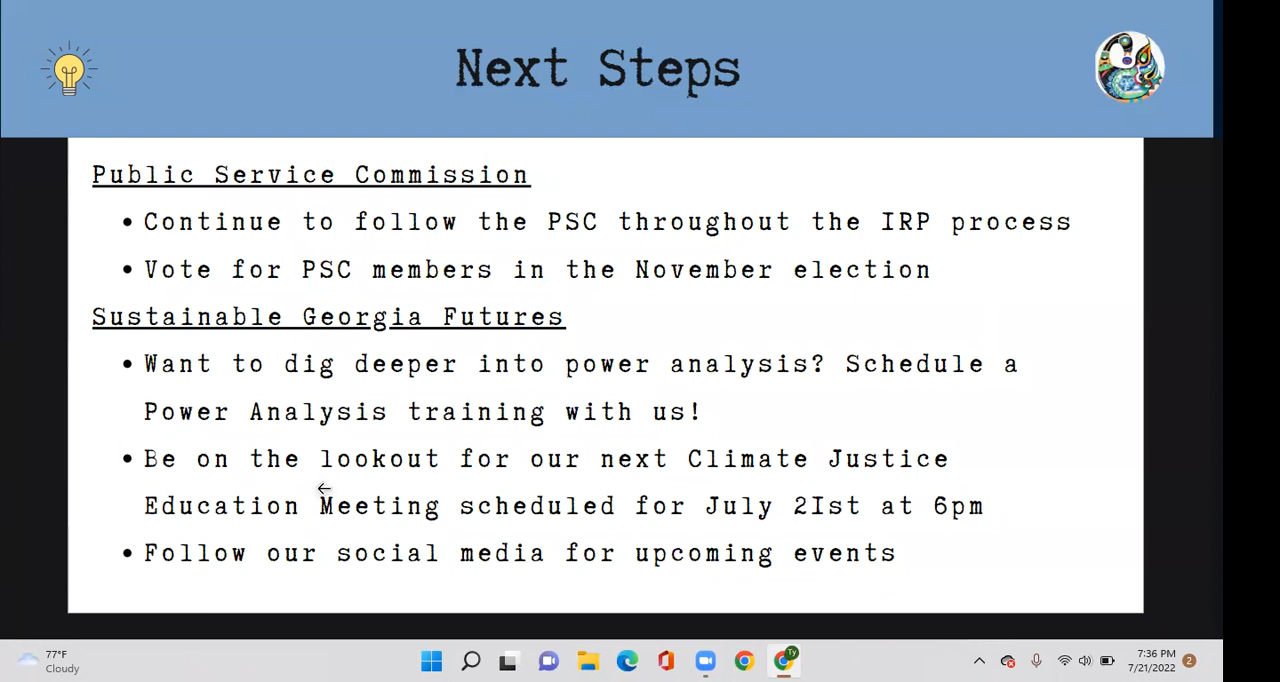 Next Steps
Public Service Commission
• Continue to follow the PSC throughout the IRP process
• Vote for PSC members in the November election
Sustainable Georgia Futures
• Want to dig deeper into power analysis? Schedule a
Power Analysis training with us!
• Be on the lookout for our next Climate Justice
Education Meeting scheduled for July 2Ist at 6pm
• Follow our social media for upcoming events
77°F
Cloudy
Ty
7:36 PM
7/21/2022
2